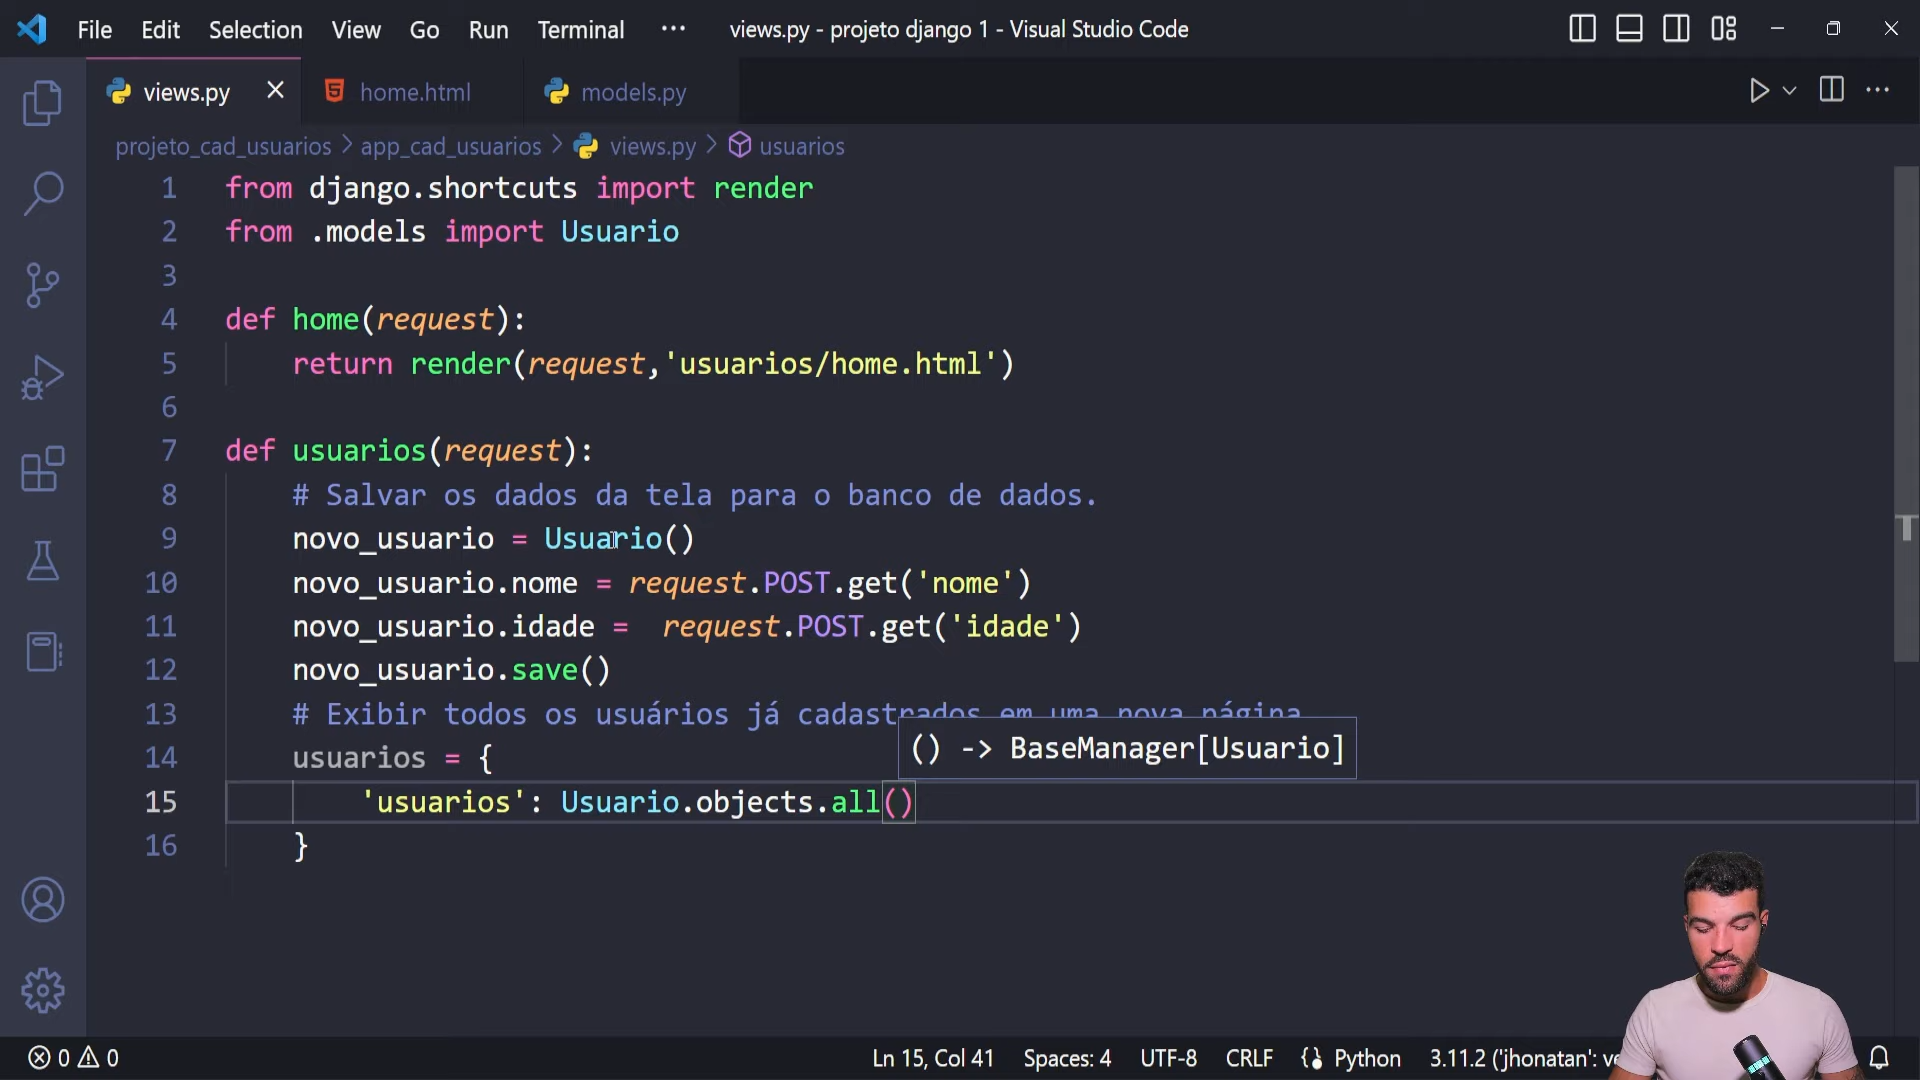 File Edit Selection View Go Run Terminal ··· views.py - projeto django 1 - Visual Studio Code
views.py home.html models.py
projeto_cad_usuarios > app_cad_usuarios > views.py > usuarios
1 from django.shortcuts import render
2 from .models import Usuario
3
4 def home(request):
5 return render(request,'usuarios/home.html')
6
7 def usuarios(request):
8 # Salvar os dados da tela para o banco de dados.
9 novo_usuario = Usuario()
10 novo_usuario.nome = request.POST.get('nome')
11 novo_usuario.idade =  request.POST.get('idade')
12 novo_usuario.save()
13 # Exibir todos os usuários já cadastrados em uma nova página
14 usuarios = {
() -> BaseManager[Usuario]
15 'usuarios': Usuario.objects.all()
16 }
0 0 Ln 15, Col 41 Spaces: 4 UTF-8 CRLF Python 3.11.2 ('jhonatan':